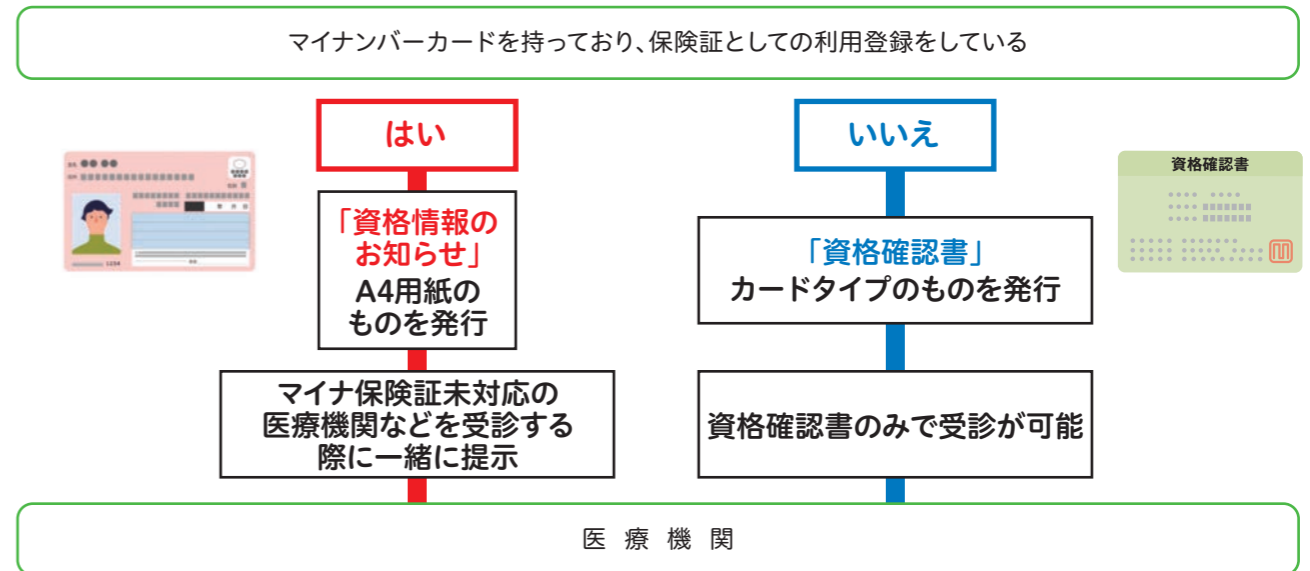 マイナンバーカードを持っており、保険証としての利用登録をしている
はい
いいえ
資格確認書
「資格情報の
お知らせ」
A4用紙の
ものを発行
「資格確認書」
カードタイプのものを発行
1234
マイナ保険証未対応の
医療機関などを受診する
際に一緒に提示
資格確認書のみで受診が可能
医療機関